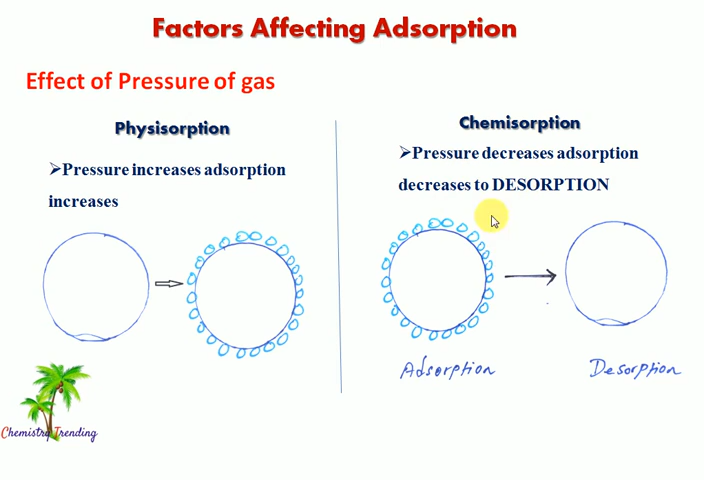 Factors Affecting Adsorption
Effect of Pressure of gas
Physisorption
➢Pressure increases adsorption
increases
Chemisorption
➢Pressure decreases adsorption
decreases to DESORPTION
Adsorption
Desorption
Chemistry Trending